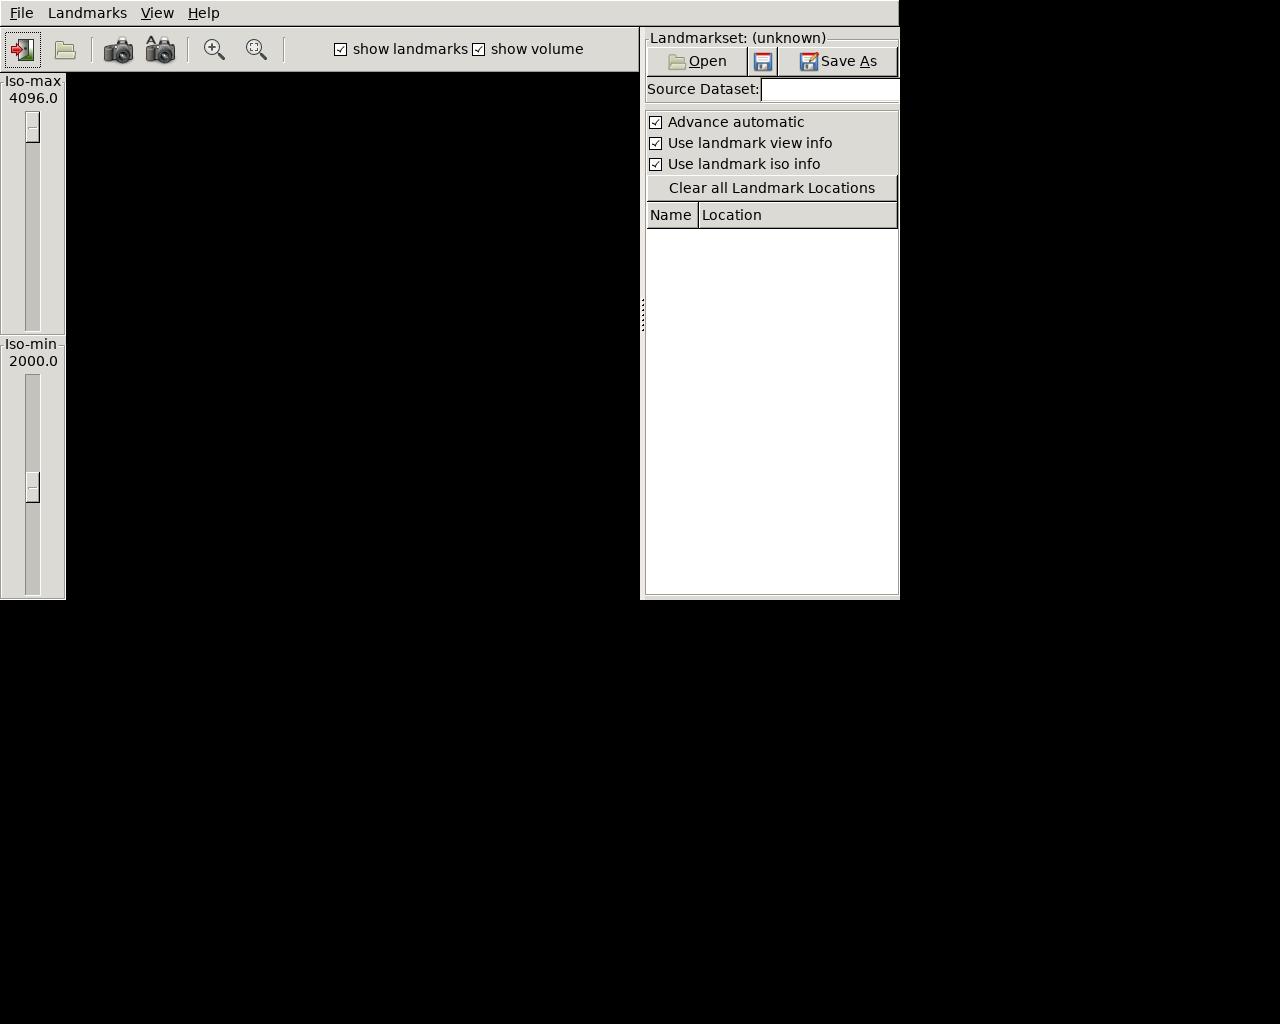 File Landmarks View Help
show landmarks show volume
Landmarkset: (unknown)
Open Save As
Source Dataset:
Iso-max
4096.0
Advance automatic
Use landmark view info
Use landmark iso info
Clear all Landmark Locations
Name Location
Iso-min
2000.0